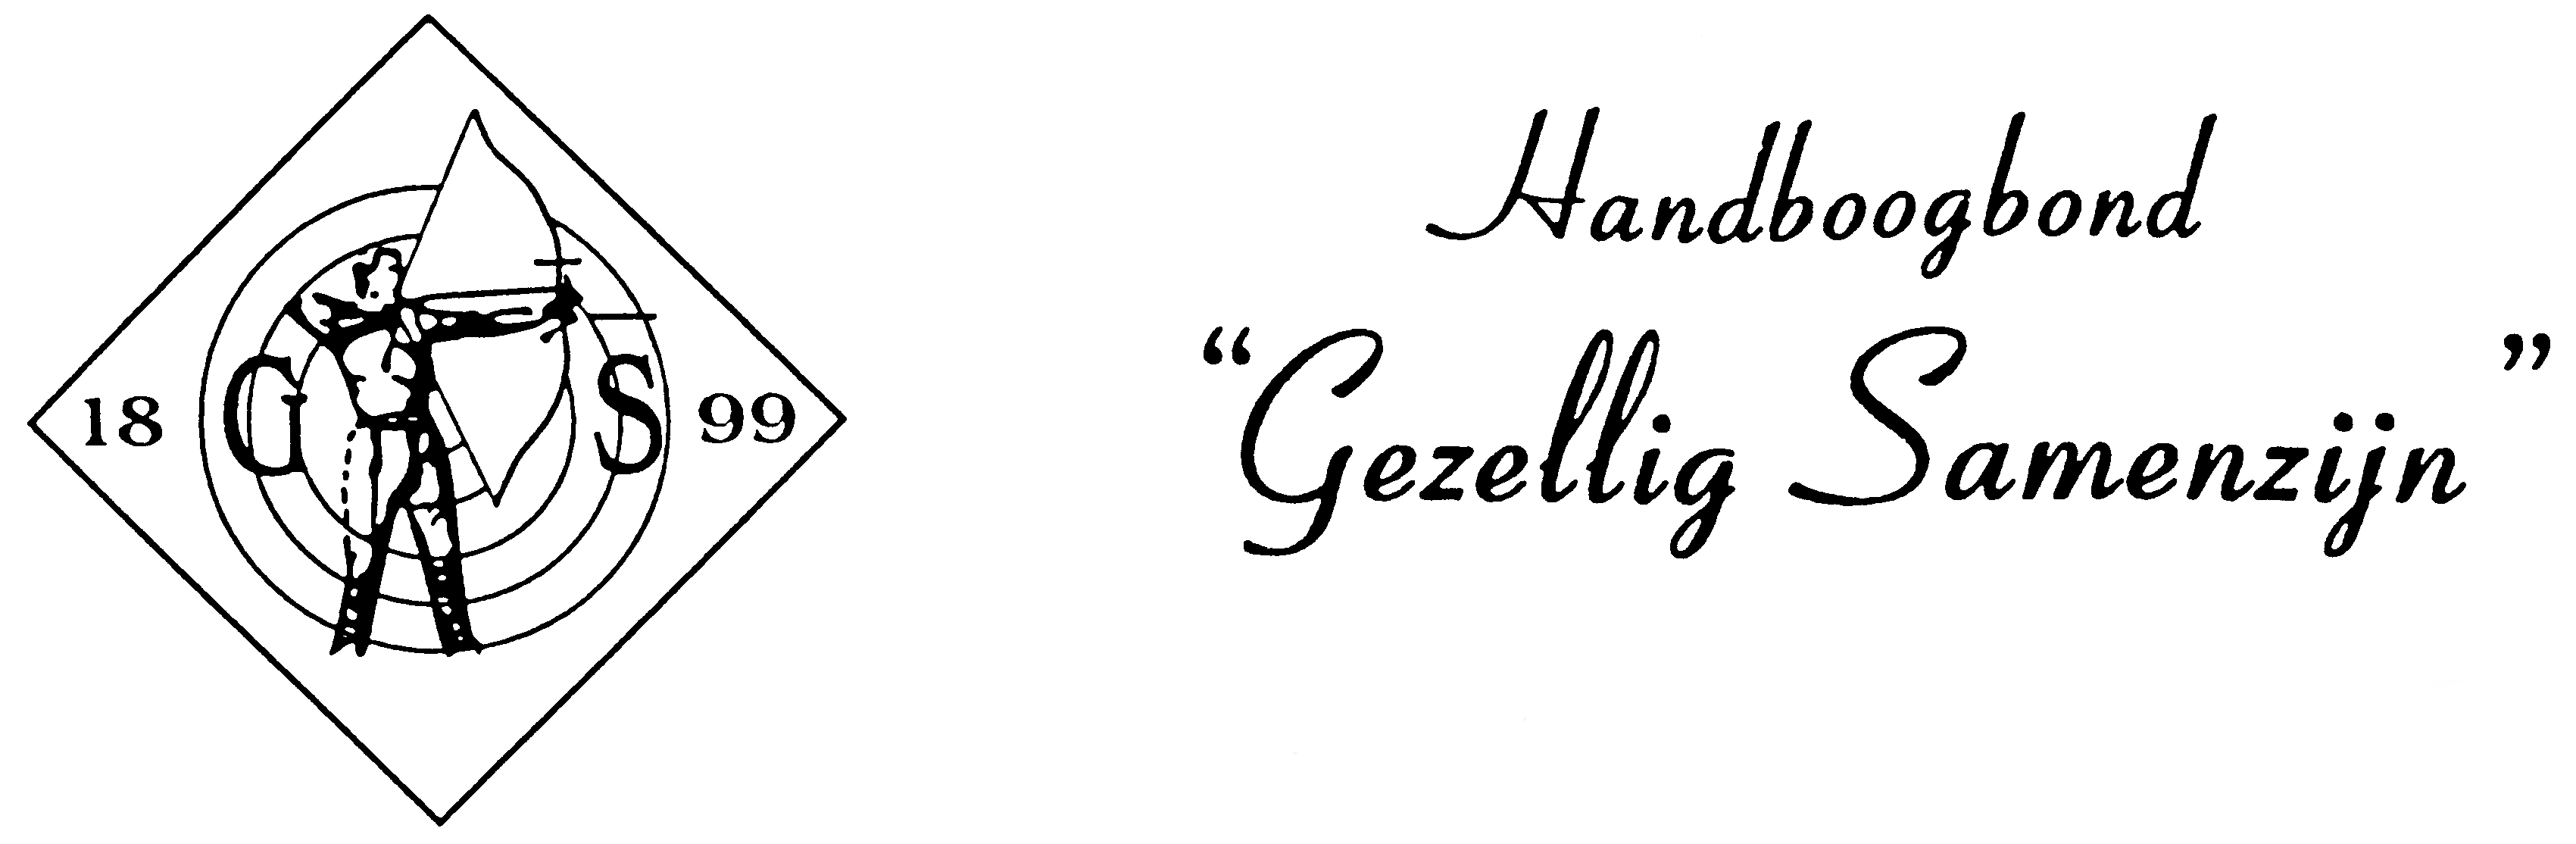 18 G S 99
Handboogbond
“Gezellig Samenzijn”